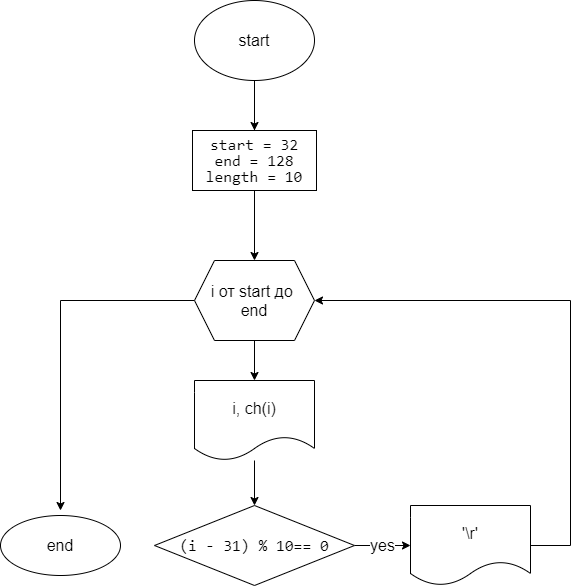 start
start = 32
end = 128
length = 10
i от start до
end
i, ch(i)
(i - 31) % 10== 0
yes
'\r'
end